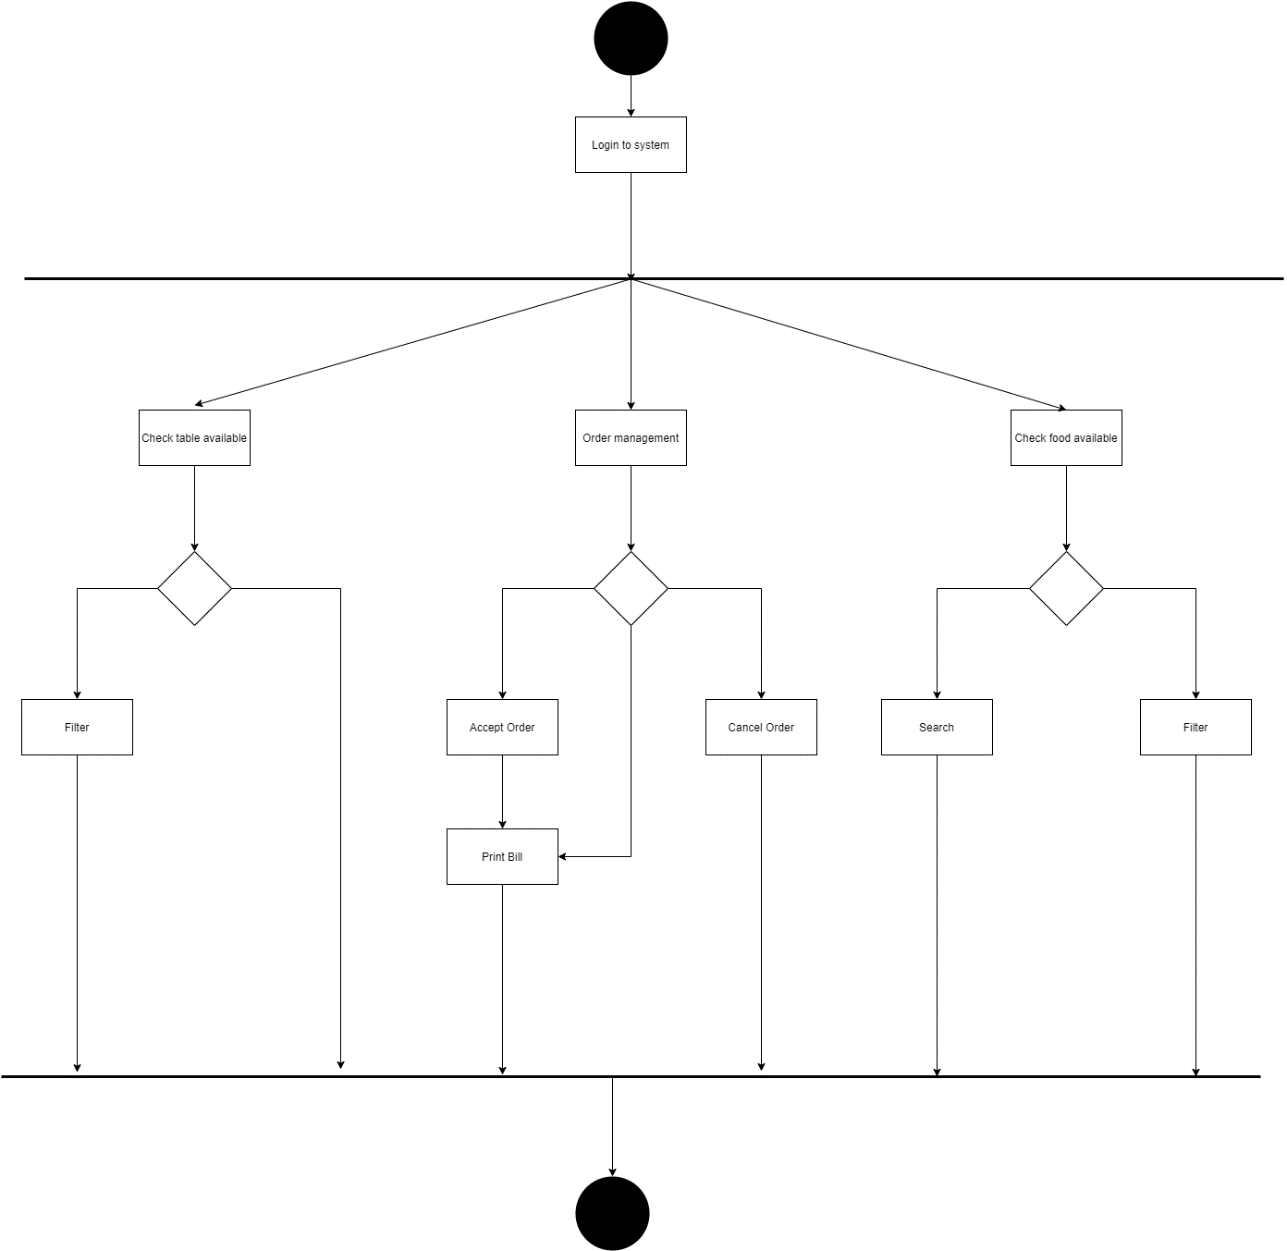 Login to system
Check table available
Order management
Check food available
Filter
Accept Order
Cancel Order
Search
Filter
Print Bill